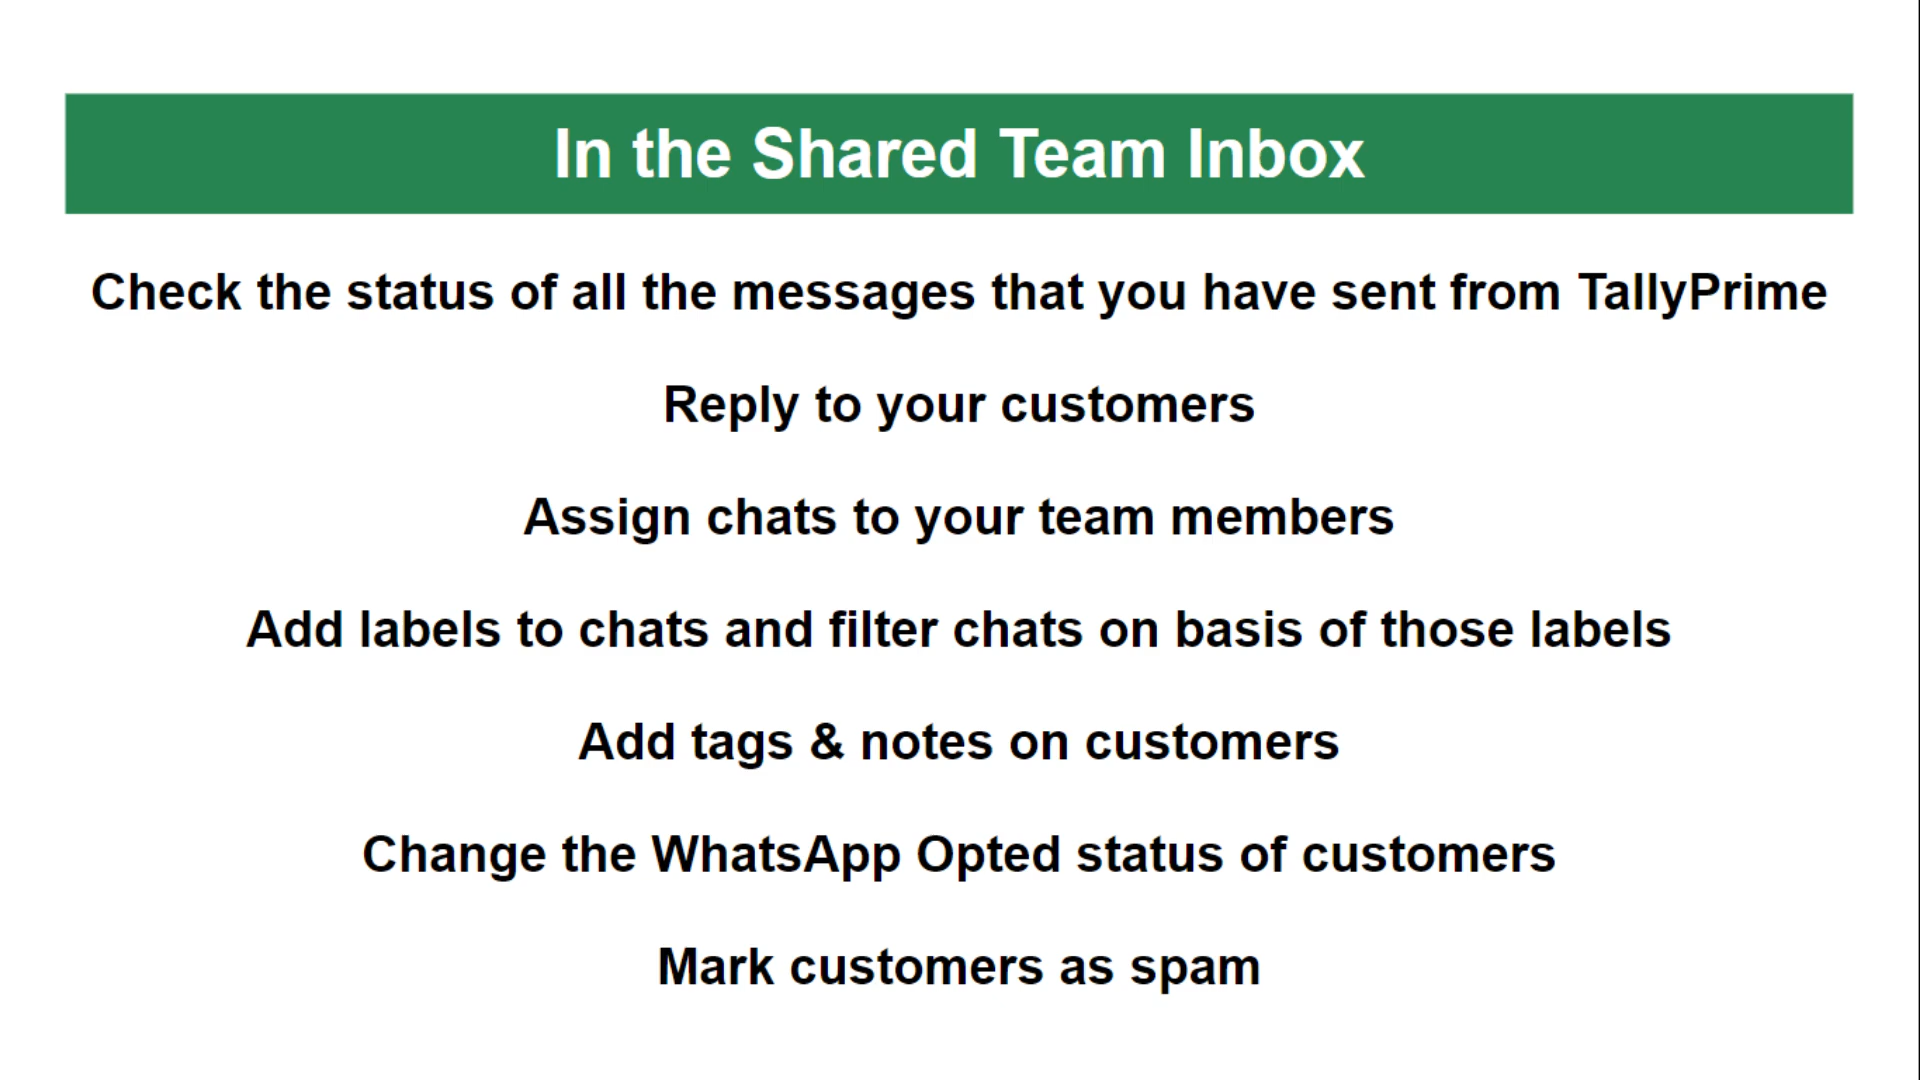 In the Shared Team Inbox
Check the status of all the messages that you have sent from TallyPrime
Reply to your customers
Assign chats to your team members
Add labels to chats and filter chats on basis of those labels
Add tags & notes on customers
Change the WhatsApp Opted status of customers
Mark customers as spam